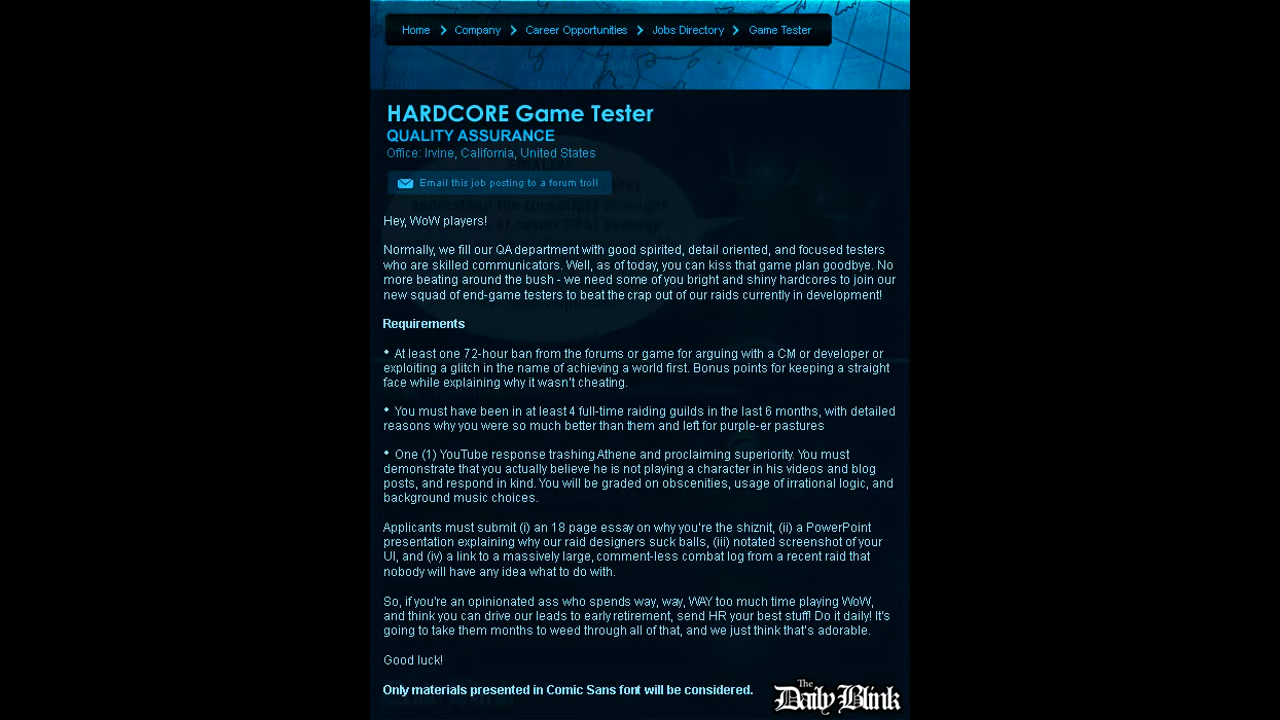 Home > Company > Career Opportunities > Jobs Directory > Game Tester
HARDCORE Game Tester
QUALITY ASSURANCE
Office: Irvine, California, United States
Email this job posting to a forum troll
Hey, WoW players!
Normally, we fill our QA department with good spirited, detail oriented, and focused testers
who are skilled communicators. Well, as of today, you can kiss that game plan goodbye. No
more beating around the bush - we need some of you bright and shiny hardcores to join our
new squad of end-game testers to beat the crap out of our raids currently in development!
Requirements
• At least one 72-hour ban from the forums or game for arguing with a CM or developer or
exploiting a glitch in the name of achieving a world first. Bonus points for keeping a straight
face while explaining why it wasn't cheating.
• You must have been in at least 4 full-time raiding guilds in the last 6 months, with detailed
reasons why you were so much better than them and left for purple-er pastures
• One (1) YouTube response trashing Athene and proclaiming superiority. You must
demonstrate that you actually believe he is not playing a character in his videos and blog
posts, and respond in kind. You will be graded on obscenities, usage of irrational logic, and
background music choices.
Applicants must submit (i) an 18 page essay on why you're the shiznit, (ii) a PowerPoint
presentation explaining why our raid designers suck balls, (iii) notated screenshot of your
UI, and (iv) a link to a massively large, comment-less combat log from a recent raid that
nobody will have any idea what to do with.
So, if you're an opinionated ass who spends way, way, WAY too much time playing WoW,
and think you can drive our leads to early retirement, send HR your best stuff! Do it daily! It's
going to take them months to weed through all of that, and we just think that's adorable.
Good luck!
Only materials presented in Comic Sans font will be considered.
The
Daily Blink